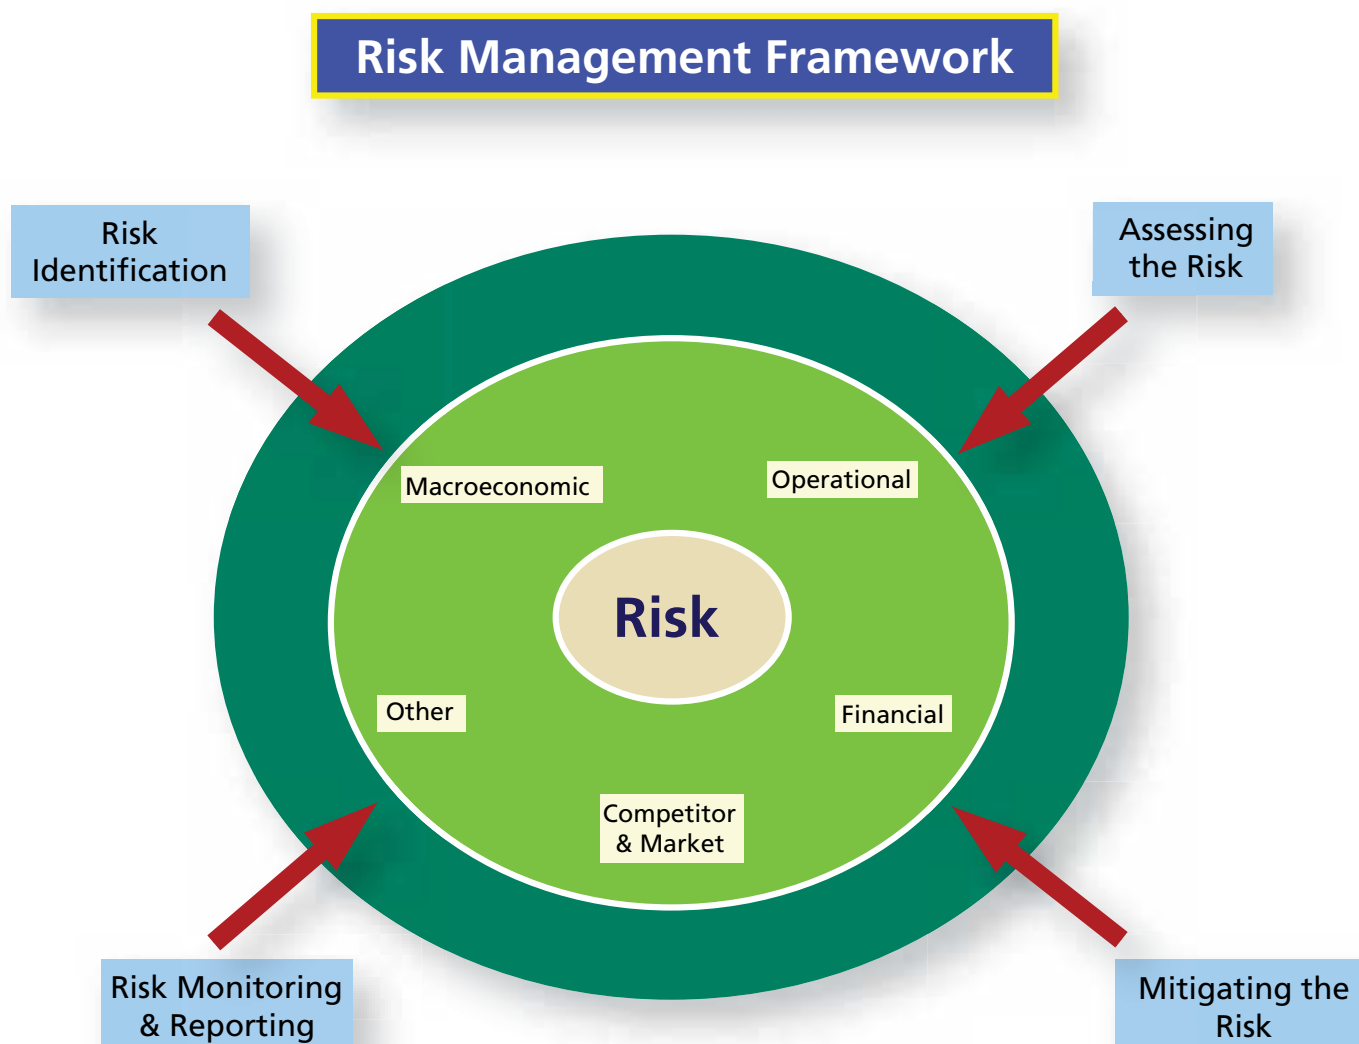 Risk Management Framework
Risk
Identification
Assessing
the Risk
Macroeconomic
Operational
Risk
Other
Financial
Competitor
& Market
Risk Monitoring
& Reporting
Mitigating the
Risk